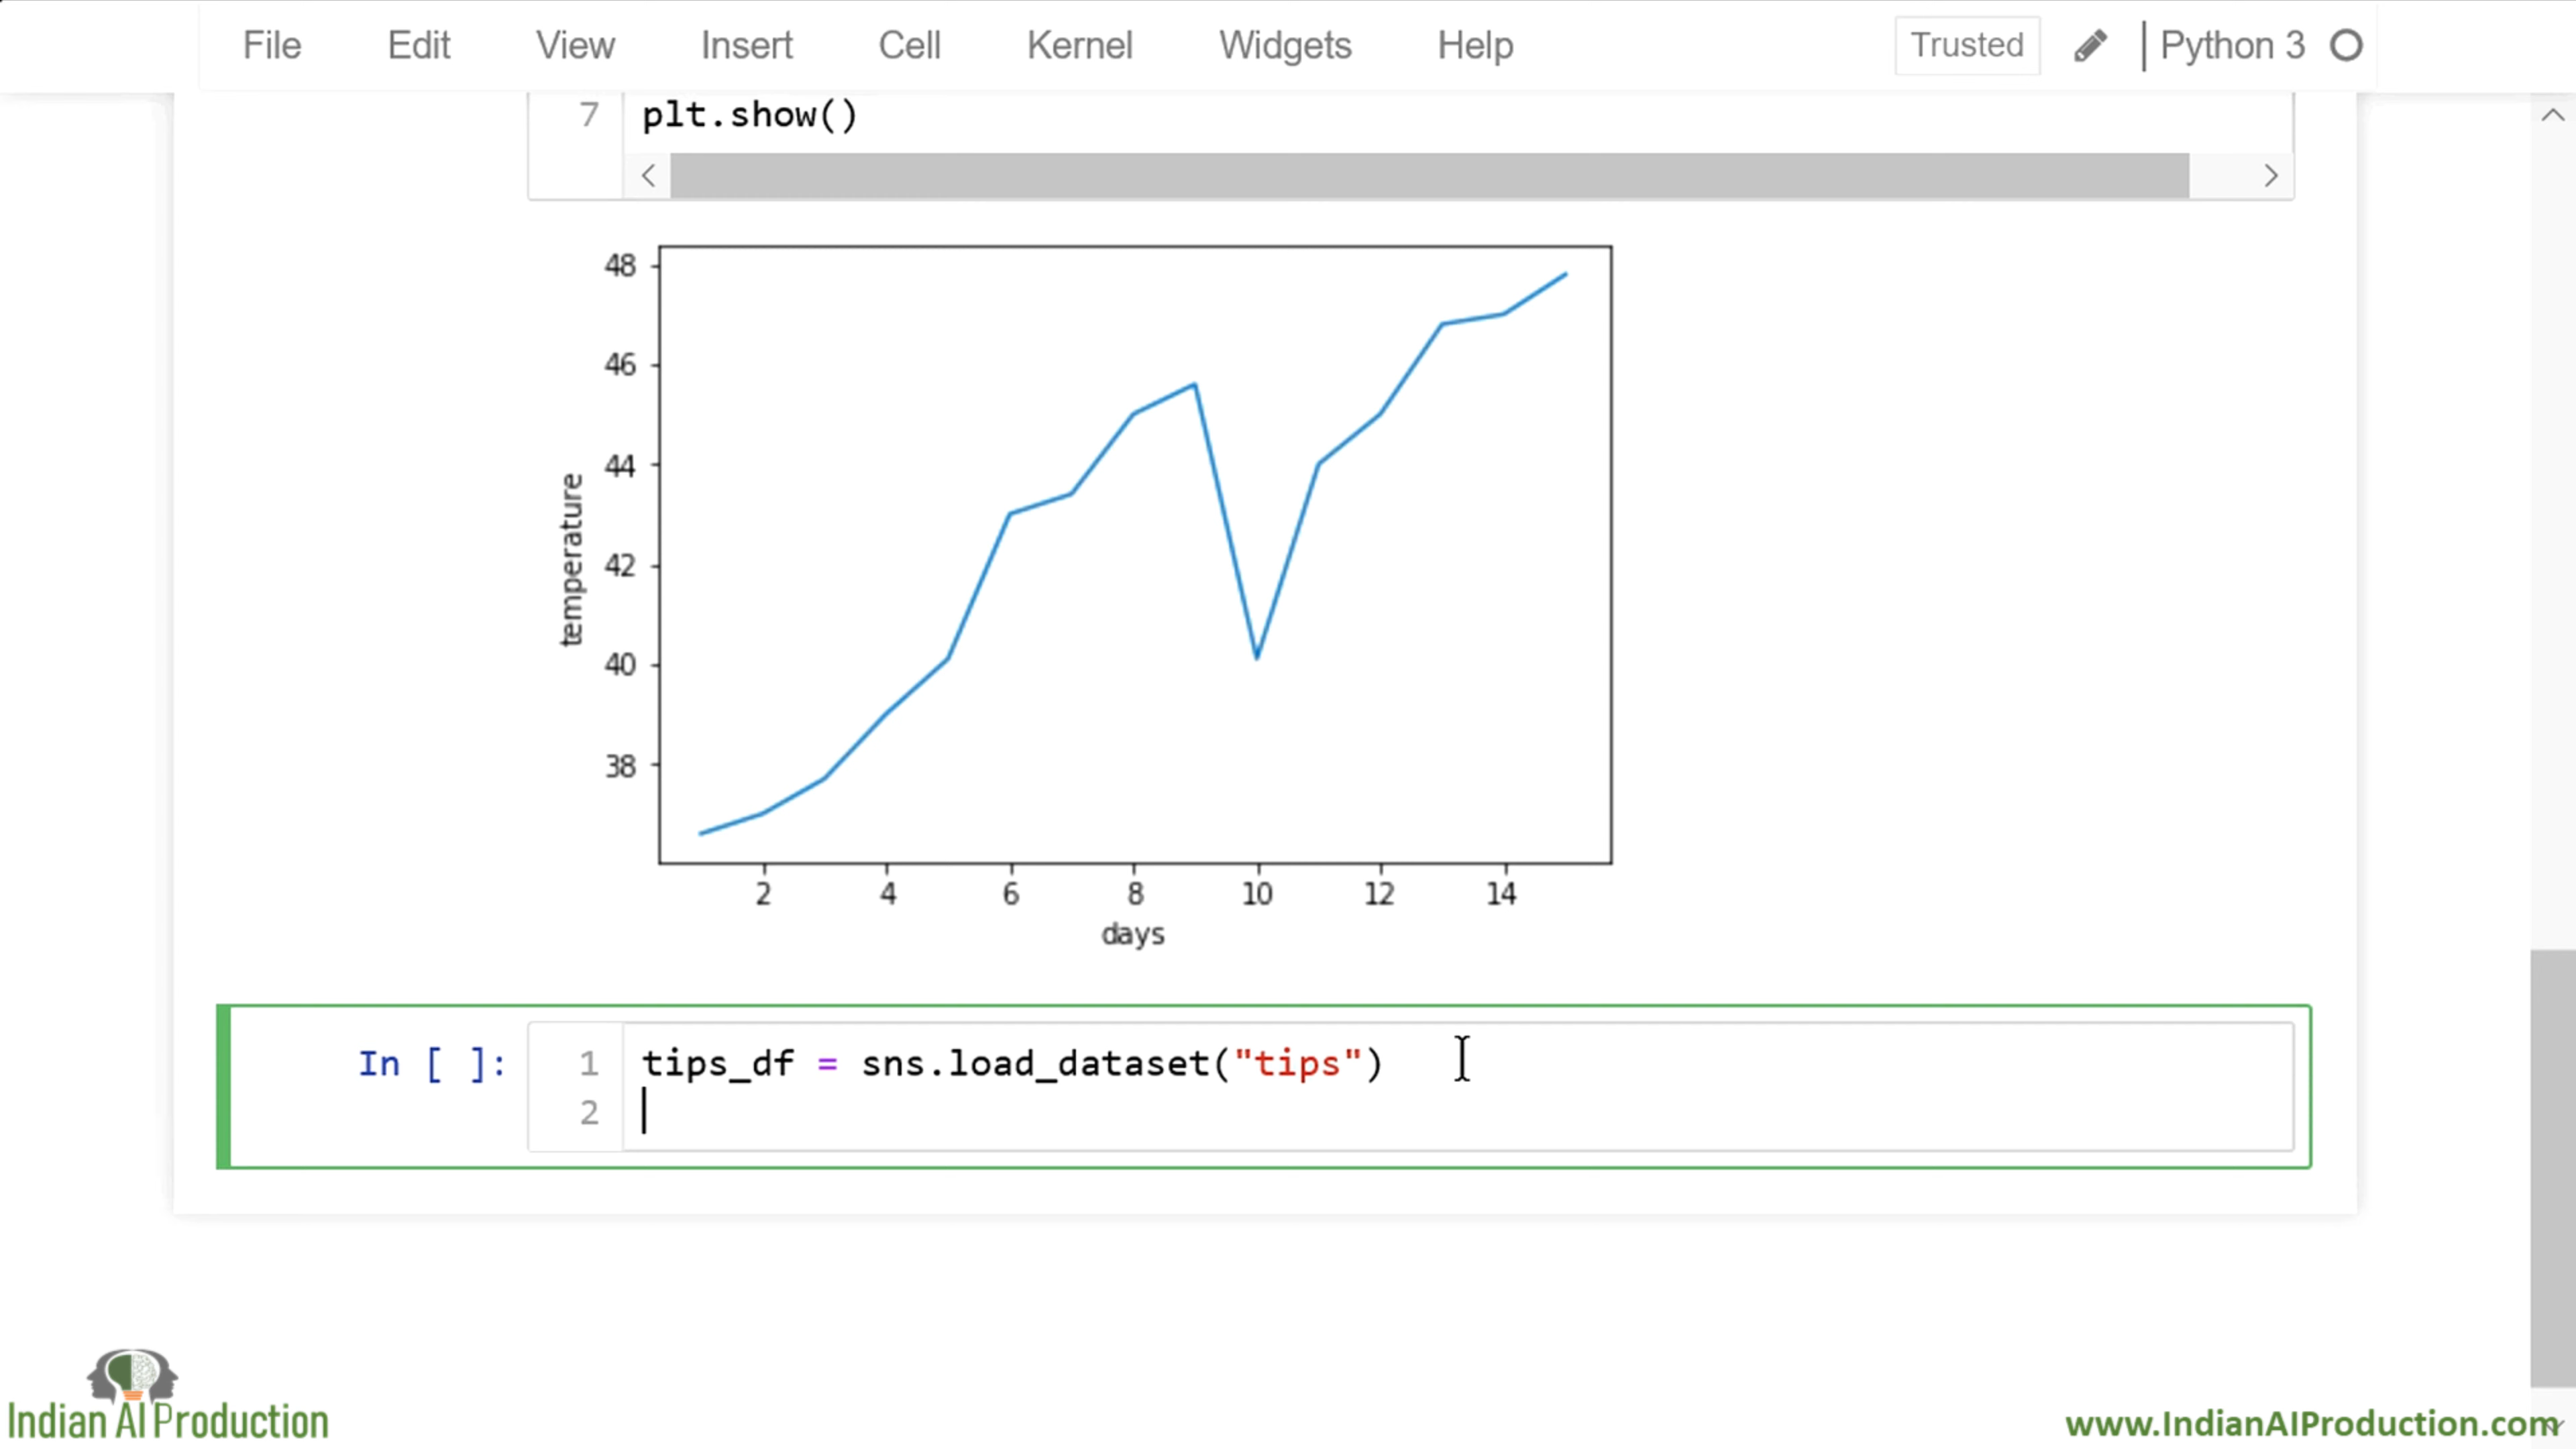 File Edit View Insert Cell Kernel Widgets Help Trusted Python 3
7 plt.show()
48
46
44
42
40
38
temperature
2 4 6 8 10 12 14
days
In [ ]: 1 tips_df = sns.load_dataset("tips")
2
Indian AI Production
www.IndianAIProduction.com